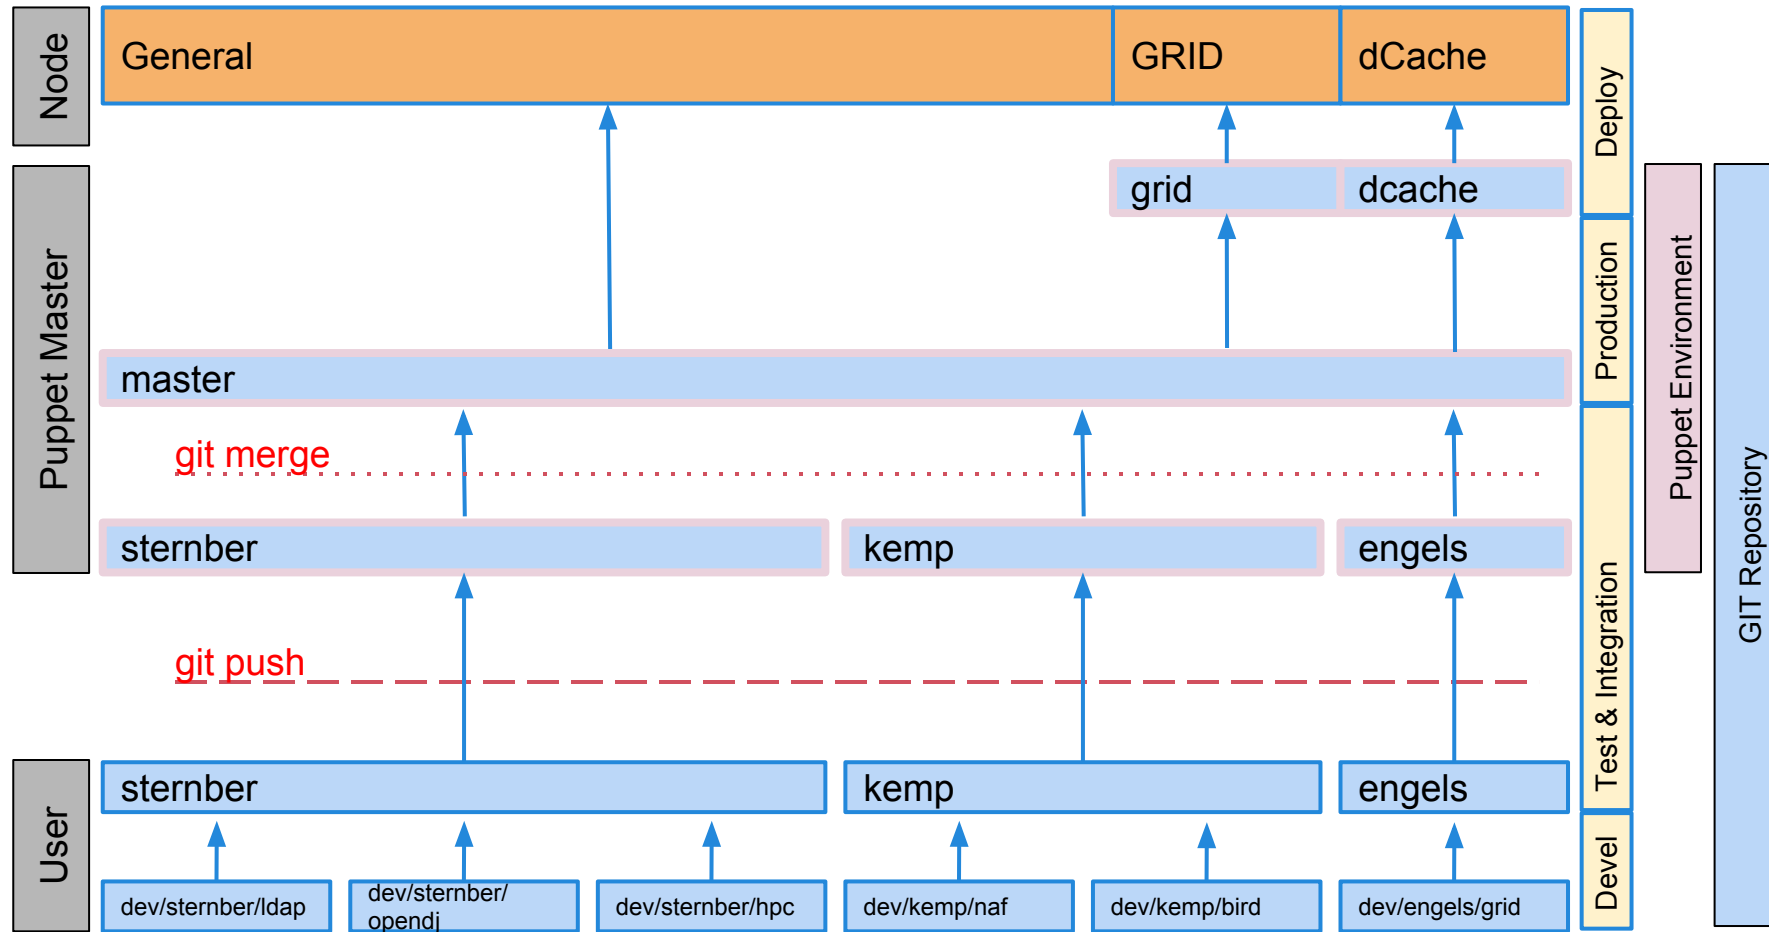 Node
General
GRID
dCache
Deploy
Puppet Master
grid
dcache
Production
master
Puppet Environment
GIT Repository
git merge
sternber
kemp
engels
Test & Integration
git push
User
sternber
kemp
engels
Devel
dev/sternber/ldap
dev/sternber/
opendj
dev/sternber/hpc
dev/kemp/naf
dev/kemp/bird
dev/engels/grid